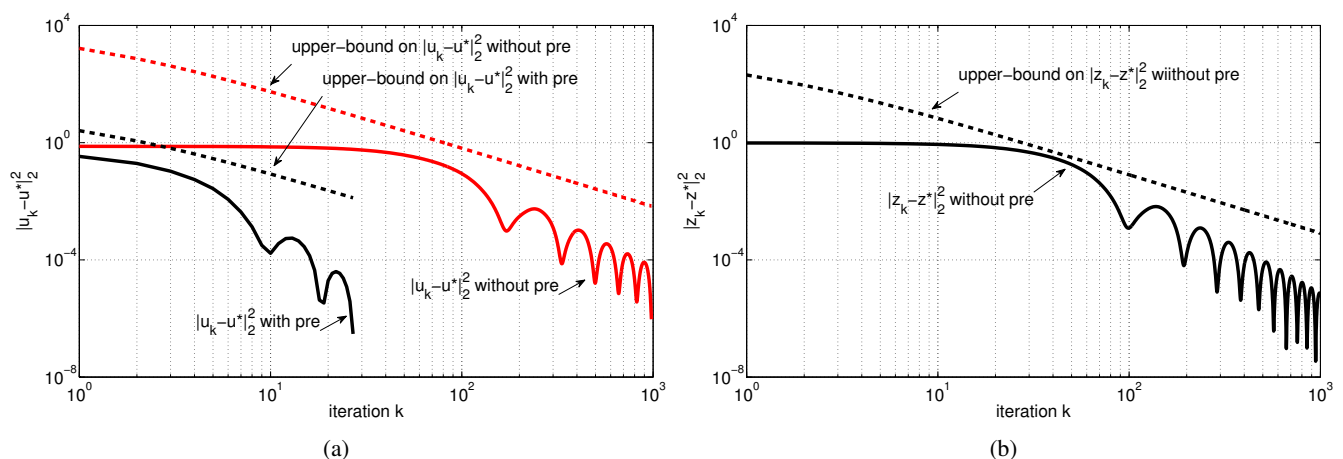 10^4
10^0
10^-4
10^-8
|u_k-u*|_2^2
upper-bound on |u_k-u*|_2^2 without pre
upper-bound on |u_k-u*|_2^2 with pre
|u_k-u*|_2^2 without pre
|u_k-u*|_2^2 with pre
10^0 10^1 10^2 10^3
iteration k
(a)
10^4
10^0
10^-4
10^-8
|z_k-z*|_2^2
upper-bound on |z_k-z*|_2^2 wiithout pre
|z_k-z*|_2^2 without pre
10^0 10^1 10^2 10^3
iteration k
(b)